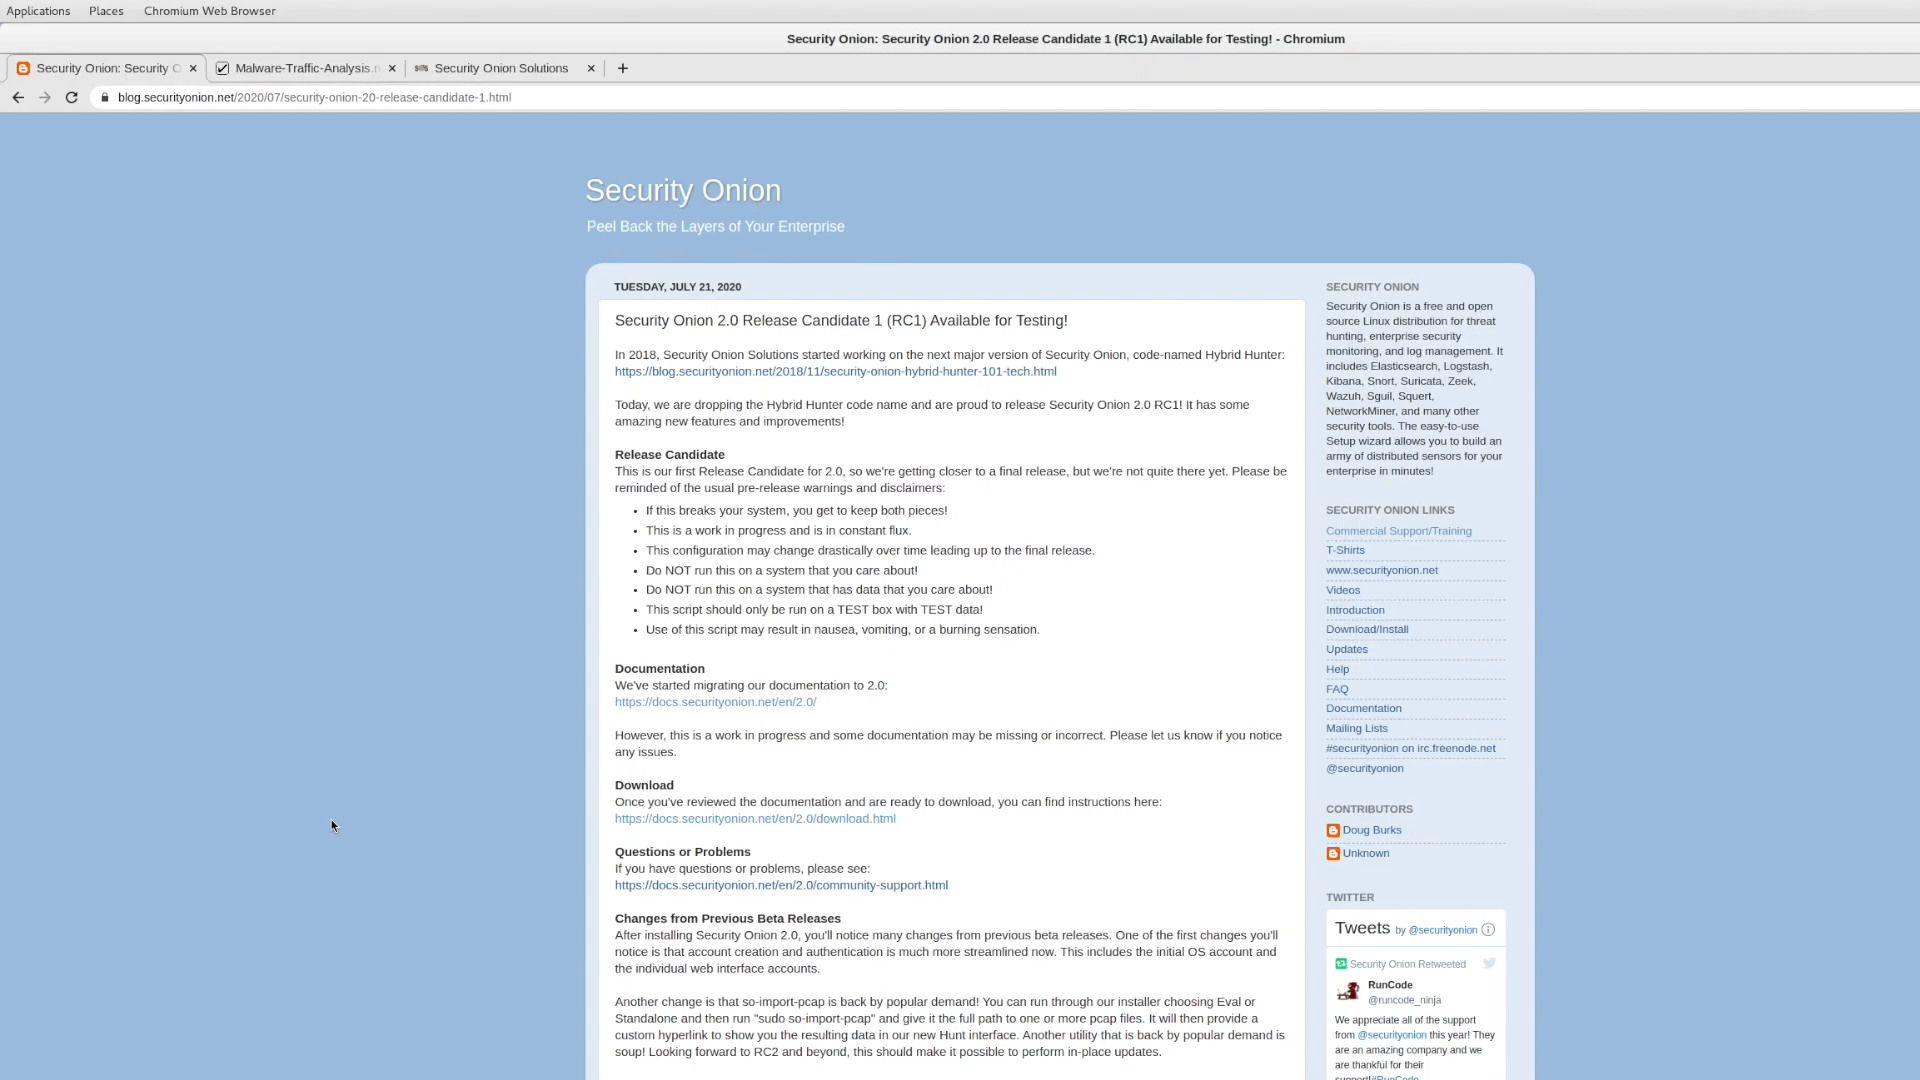 Applications Places Chromium Web Browser
Security Onion: Security Onion 2.0 Release Candidate 1 (RC1) Available for Testing! - Chromium
Security Onion: Security O
Malware-Traffic-Analysis.n
Security Onion Solutions
blog.securityonion.net/2020/07/security-onion-20-release-candidate-1.html
Security Onion
Peel Back the Layers of Your Enterprise
TUESDAY, JULY 21, 2020
Security Onion 2.0 Release Candidate 1 (RC1) Available for Testing!
In 2018, Security Onion Solutions started working on the next major version of Security Onion, code-named Hybrid Hunter:
https://blog.securityonion.net/2018/11/security-onion-hybrid-hunter-101-tech.html
Today, we are dropping the Hybrid Hunter code name and are proud to release Security Onion 2.0 RC1! It has some
amazing new features and improvements!
Release Candidate
This is our first Release Candidate for 2.0, so we're getting closer to a final release, but we're not quite there yet. Please be
reminded of the usual pre-release warnings and disclaimers:
• If this breaks your system, you get to keep both pieces!
• This is a work in progress and is in constant flux.
• This configuration may change drastically over time leading up to the final release.
• Do NOT run this on a system that you care about!
• Do NOT run this on a system that has data that you care about!
• This script should only be run on a TEST box with TEST data!
• Use of this script may result in nausea, vomiting, or a burning sensation.
Documentation
We've started migrating our documentation to 2.0:
https://docs.securityonion.net/en/2.0/
However, this is a work in progress and some documentation may be missing or incorrect. Please let us know if you notice
any issues.
Download
Once you've reviewed the documentation and are ready to download, you can find instructions here:
https://docs.securityonion.net/en/2.0/download.html
Questions or Problems
If you have questions or problems, please see:
https://docs.securityonion.net/en/2.0/community-support.html
Changes from Previous Beta Releases
After installing Security Onion 2.0, you'll notice many changes from previous beta releases. One of the first changes you'll
notice is that account creation and authentication is much more streamlined now. This includes the initial OS account and
the individual web interface accounts.
Another change is that so-import-pcap is back by popular demand! You can run through our installer choosing Eval or
Standalone and then run "sudo so-import-pcap" and give it the full path to one or more pcap files. It will then provide a
custom hyperlink to show you the resulting data in our new Hunt interface. Another utility that is back by popular demand is
soup! Looking forward to RC2 and beyond, this should make it possible to perform in-place updates.
SECURITY ONION
Security Onion is a free and open
source Linux distribution for threat
hunting, enterprise security
monitoring, and log management. It
includes Elasticsearch, Logstash,
Kibana, Snort, Suricata, Zeek,
Wazuh, Sguil, Squert,
NetworkMiner, and many other
security tools. The easy-to-use
Setup wizard allows you to build an
army of distributed sensors for your
enterprise in minutes!
SECURITY ONION LINKS
Commercial Support/Training
T-Shirts
www.securityonion.net
Videos
Introduction
Download/Install
Updates
Help
FAQ
Documentation
Mailing Lists
#securityonion on irc.freenode.net
@securityonion
CONTRIBUTORS
Doug Burks
Unknown
TWITTER
Tweets by @securityonion
Security Onion Retweeted
RunCode
@runcode_ninja
We appreciate all of the support
from @securityonion this year! They
are an amazing company and we
are thankful for their
support!#RunCode